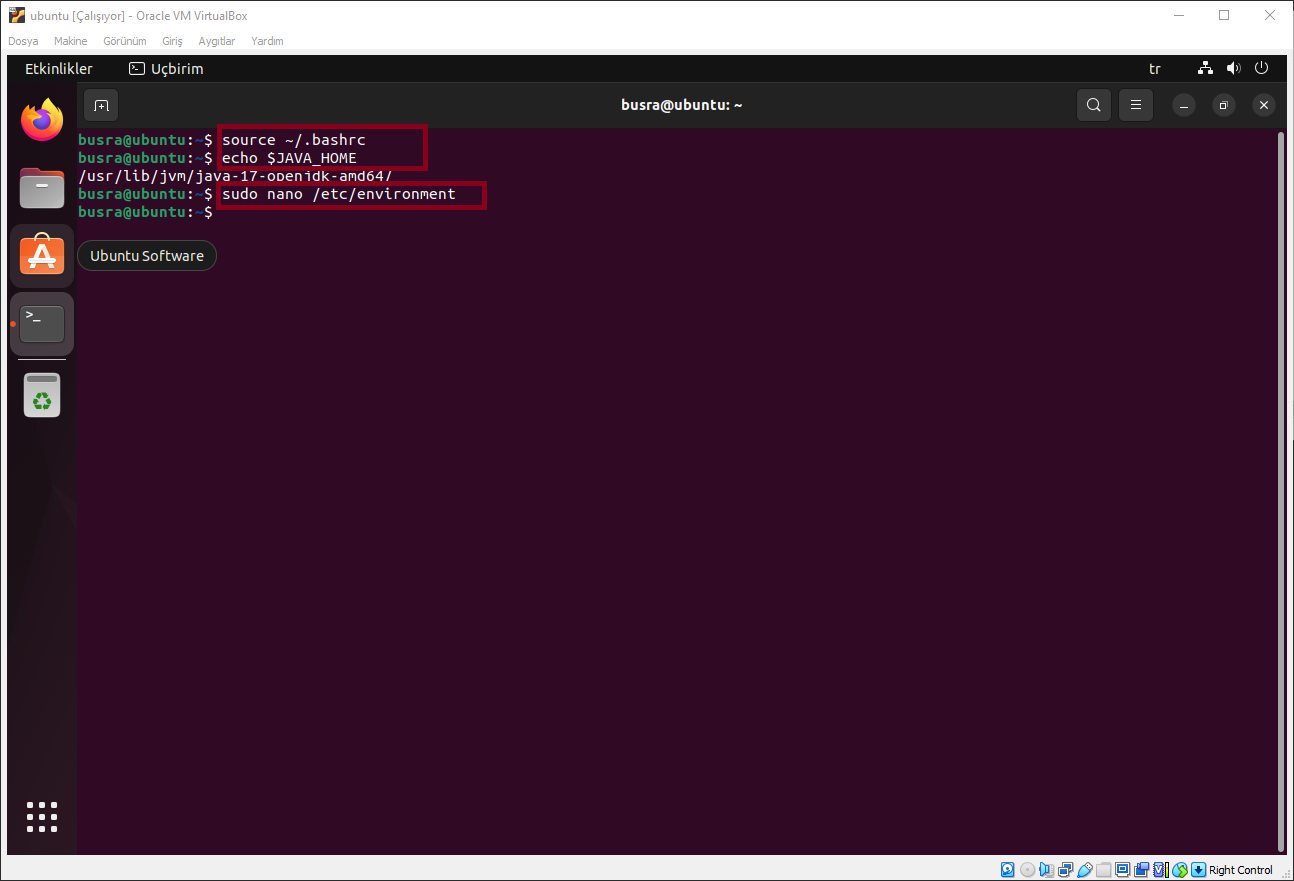 ubuntu [Çalışıyor] - Oracle VM VirtualBox
Dosya Makine Görünüm Giriş Aygıtlar Yardım
Etkinlikler Uçbirim tr
busra@ubuntu: ~
busra@ubuntu:~$ source ~/.bashrc
busra@ubuntu:~$ echo $JAVA_HOME
/usr/lib/jvm/java-17-openjdk-amd64/
busra@ubuntu:~$ sudo nano /etc/environment
busra@ubuntu:~$
Ubuntu Software
>_
Right Control